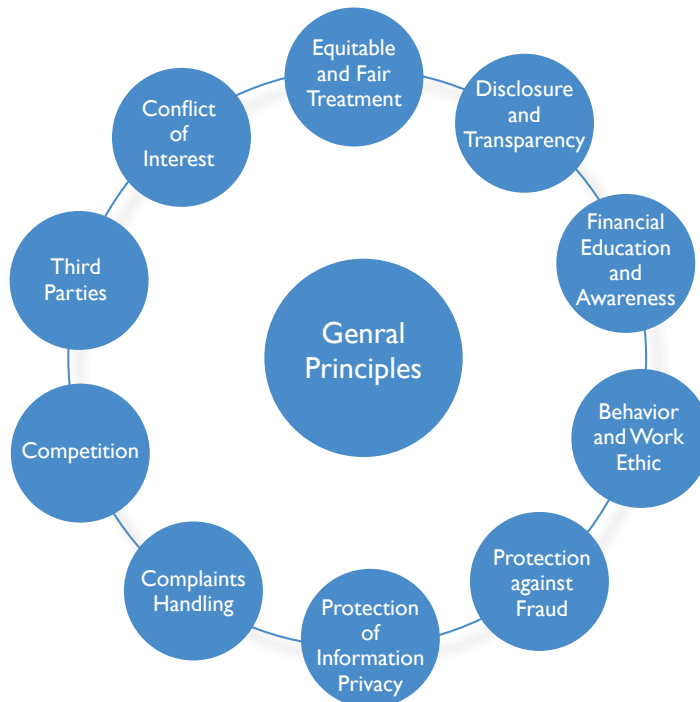 Equitable
and Fair
Treatment
Disclosure
and
Transparency
Financial
Education
and
Awareness
Behavior
and Work
Ethic
Protection
against
Fraud
Protection
of
Information
Privacy
Complaints
Handling
Competition
Third
Parties
Conflict
of
Interest
Genral
Principles